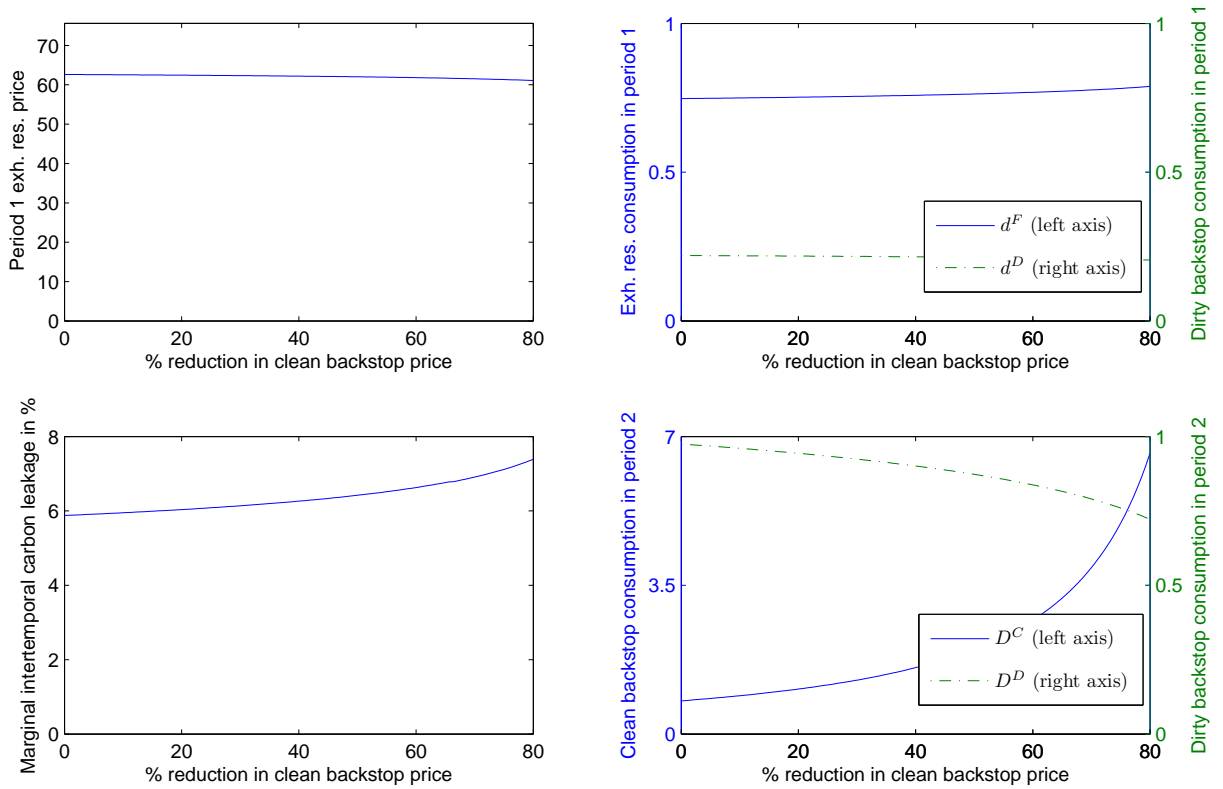 Period 1 exh. res. price
70
60
50
40
30
20
10
0
0 20 40 60 80
% reduction in clean backstop price
Exh. res. consumption in period 1
1
0.5
0
Dirty backstop consumption in period 1
1
0.5
0
d^F (left axis)
d^D (right axis)
0 20 40 60 80
% reduction in clean backstop price
Marginal intertemporal carbon leakage in %
8
6
4
2
0
0 20 40 60 80
% reduction in clean backstop price
Clean backstop consumption in period 2
7
3.5
0
Dirty backstop consumption in period 2
1
0.5
0
D^C (left axis)
D^D (right axis)
0 20 40 60 80
% reduction in clean backstop price